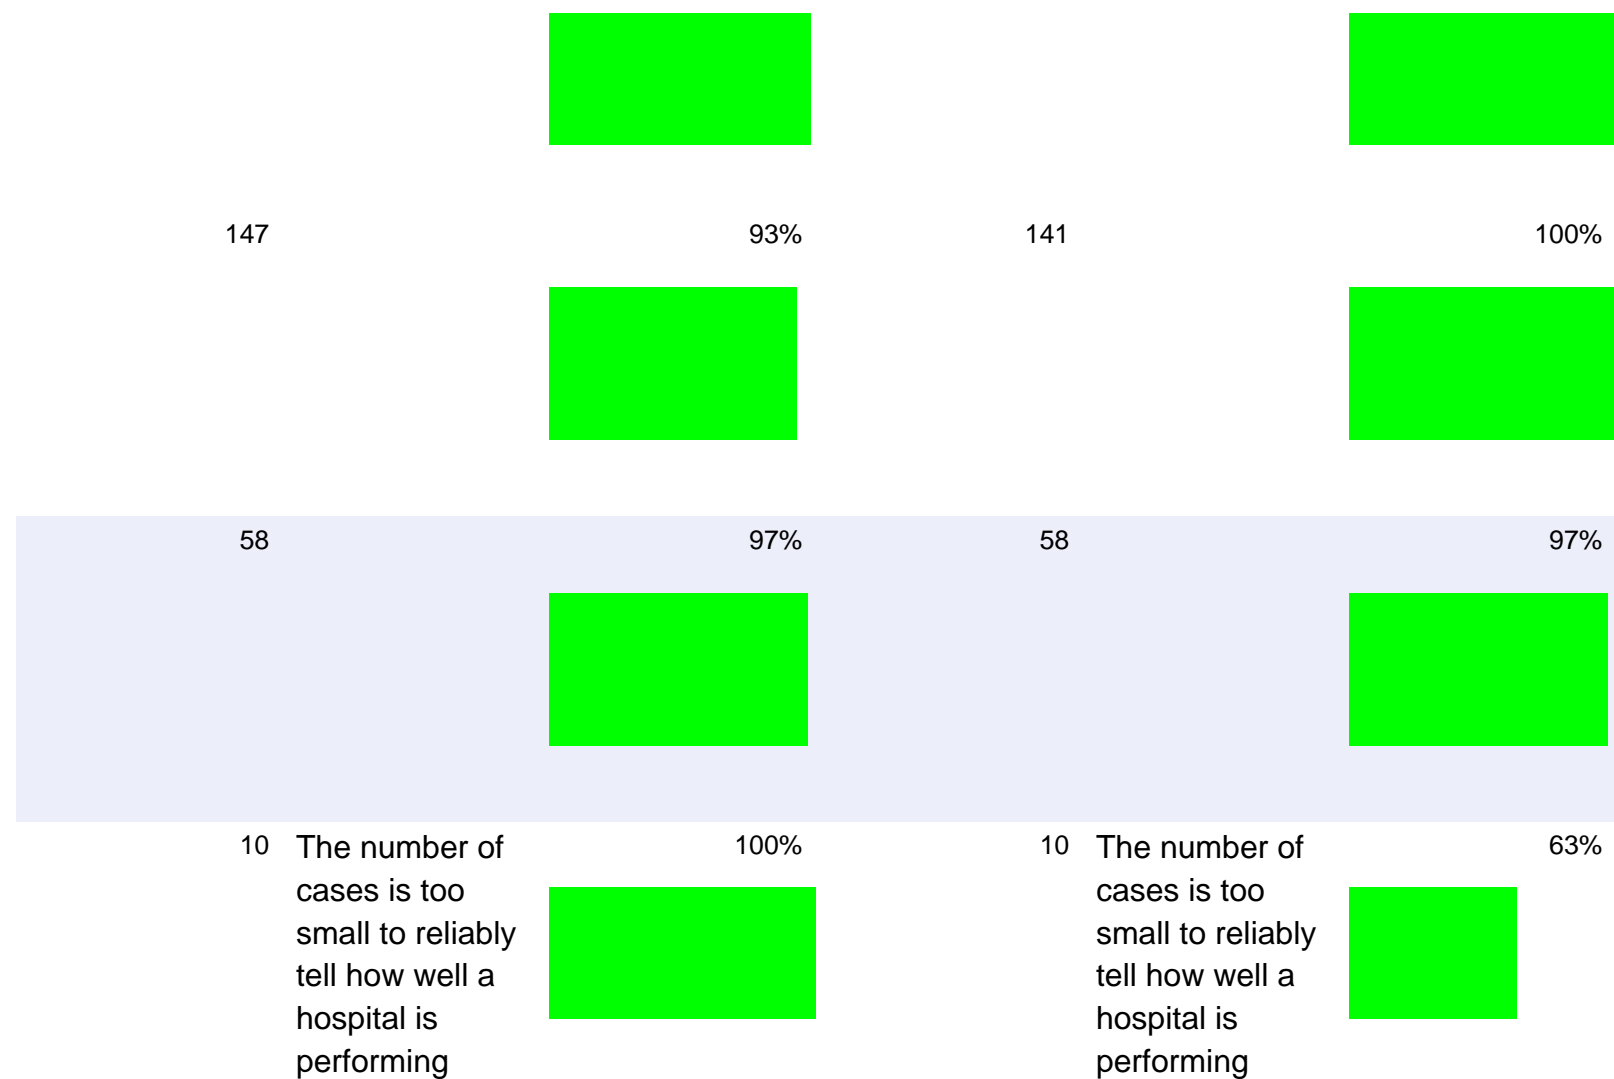 147 93% 141 100%
58 97% 58 97%
10 The number of 100% 10 The number of 63%
cases is too cases is too
small to reliably small to reliably
tell how well a tell how well a
hospital is hospital is
performing performing